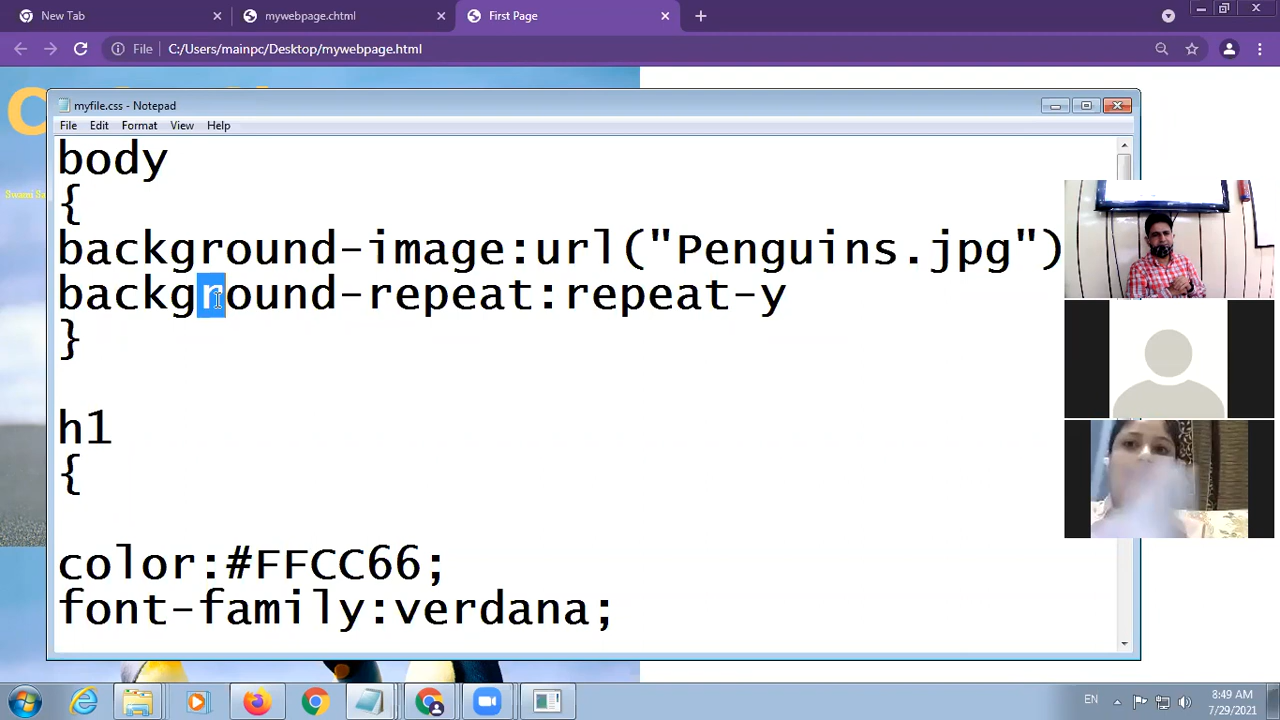 New Tab
mywebpage.chtml
First Page
File
C:/Users/mainpc/Desktop/mywebpage.html
myfile.css - Notepad
File Edit Format View Help
body
{
background-image:url("Penguins.jpg")
background-repeat:repeat-y
}
h1
{
color:#FFCC66;
font-family:verdana;
EN
8:49 AM
7/29/2021